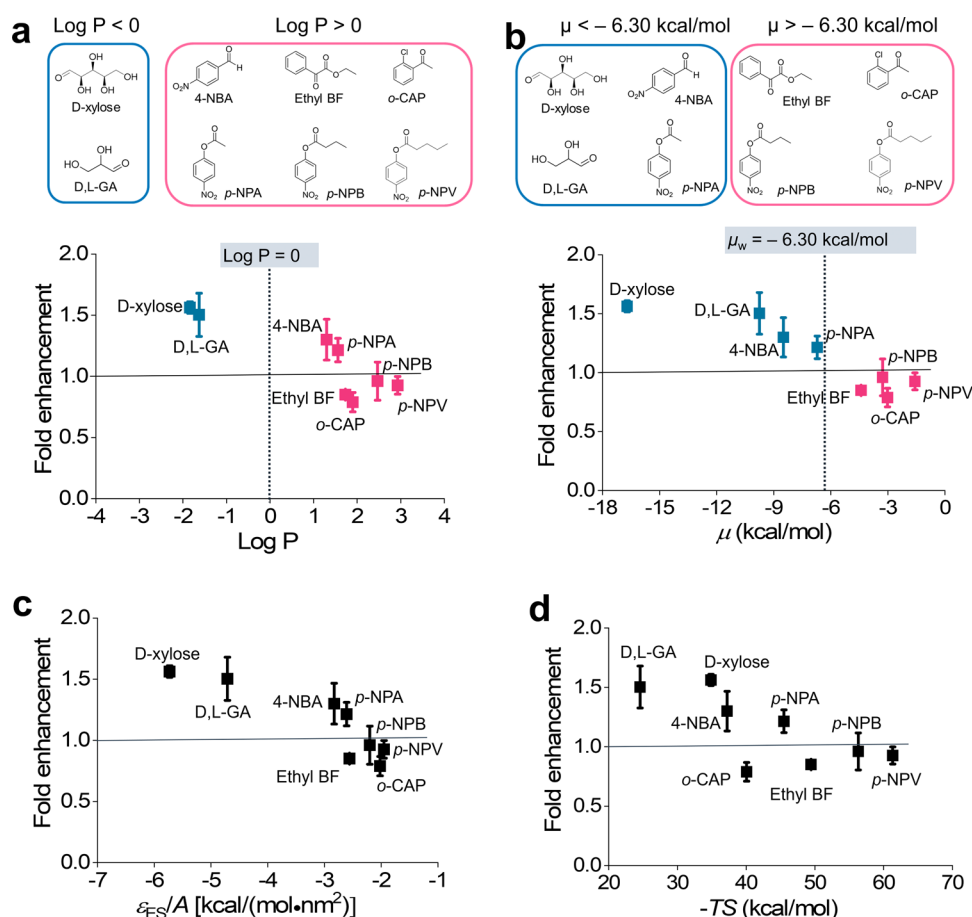 a
Log P < 0
Log P > 0
D-xylose
4-NBA
Ethyl BF
o-CAP
D,L-GA
p-NPA
p-NPB
p-NPV
Log P = 0
Fold enhancement
2.0
1.5
1.0
0.5
0.0
D-xylose
D,L-GA
4-NBA
p-NPA
p-NPB
Ethyl BF
p-NPV
o-CAP
-4 -3 -2 -1 0 1 2 3 4
Log P
b
μ < – 6.30 kcal/mol
μ > – 6.30 kcal/mol
D-xylose
4-NBA
Ethyl BF
o-CAP
D,L-GA
p-NPA
p-NPB
p-NPV
μw = – 6.30 kcal/mol
Fold enhancement
2.0
1.5
1.0
0.5
0.0
D-xylose
D,L-GA
4-NBA
p-NPA
p-NPB
Ethyl BF
p-NPV
o-CAP
-18 -15 -12 -9 -6 -3 0
μ (kcal/mol)
c
Fold enhancement
2.0
1.5
1.0
0.5
0.0
D-xylose
D,L-GA
4-NBA
p-NPA
p-NPB
p-NPV
Ethyl BF
o-CAP
-7 -6 -5 -4 -3 -2 -1
εES/A [kcal/(mol•nm²)]
d
Fold enhancement
2.0
1.5
1.0
0.5
0.0
D,L-GA
D-xylose
4-NBA
p-NPA
p-NPB
o-CAP
Ethyl BF
p-NPV
20 30 40 50 60 70
-TS (kcal/mol)